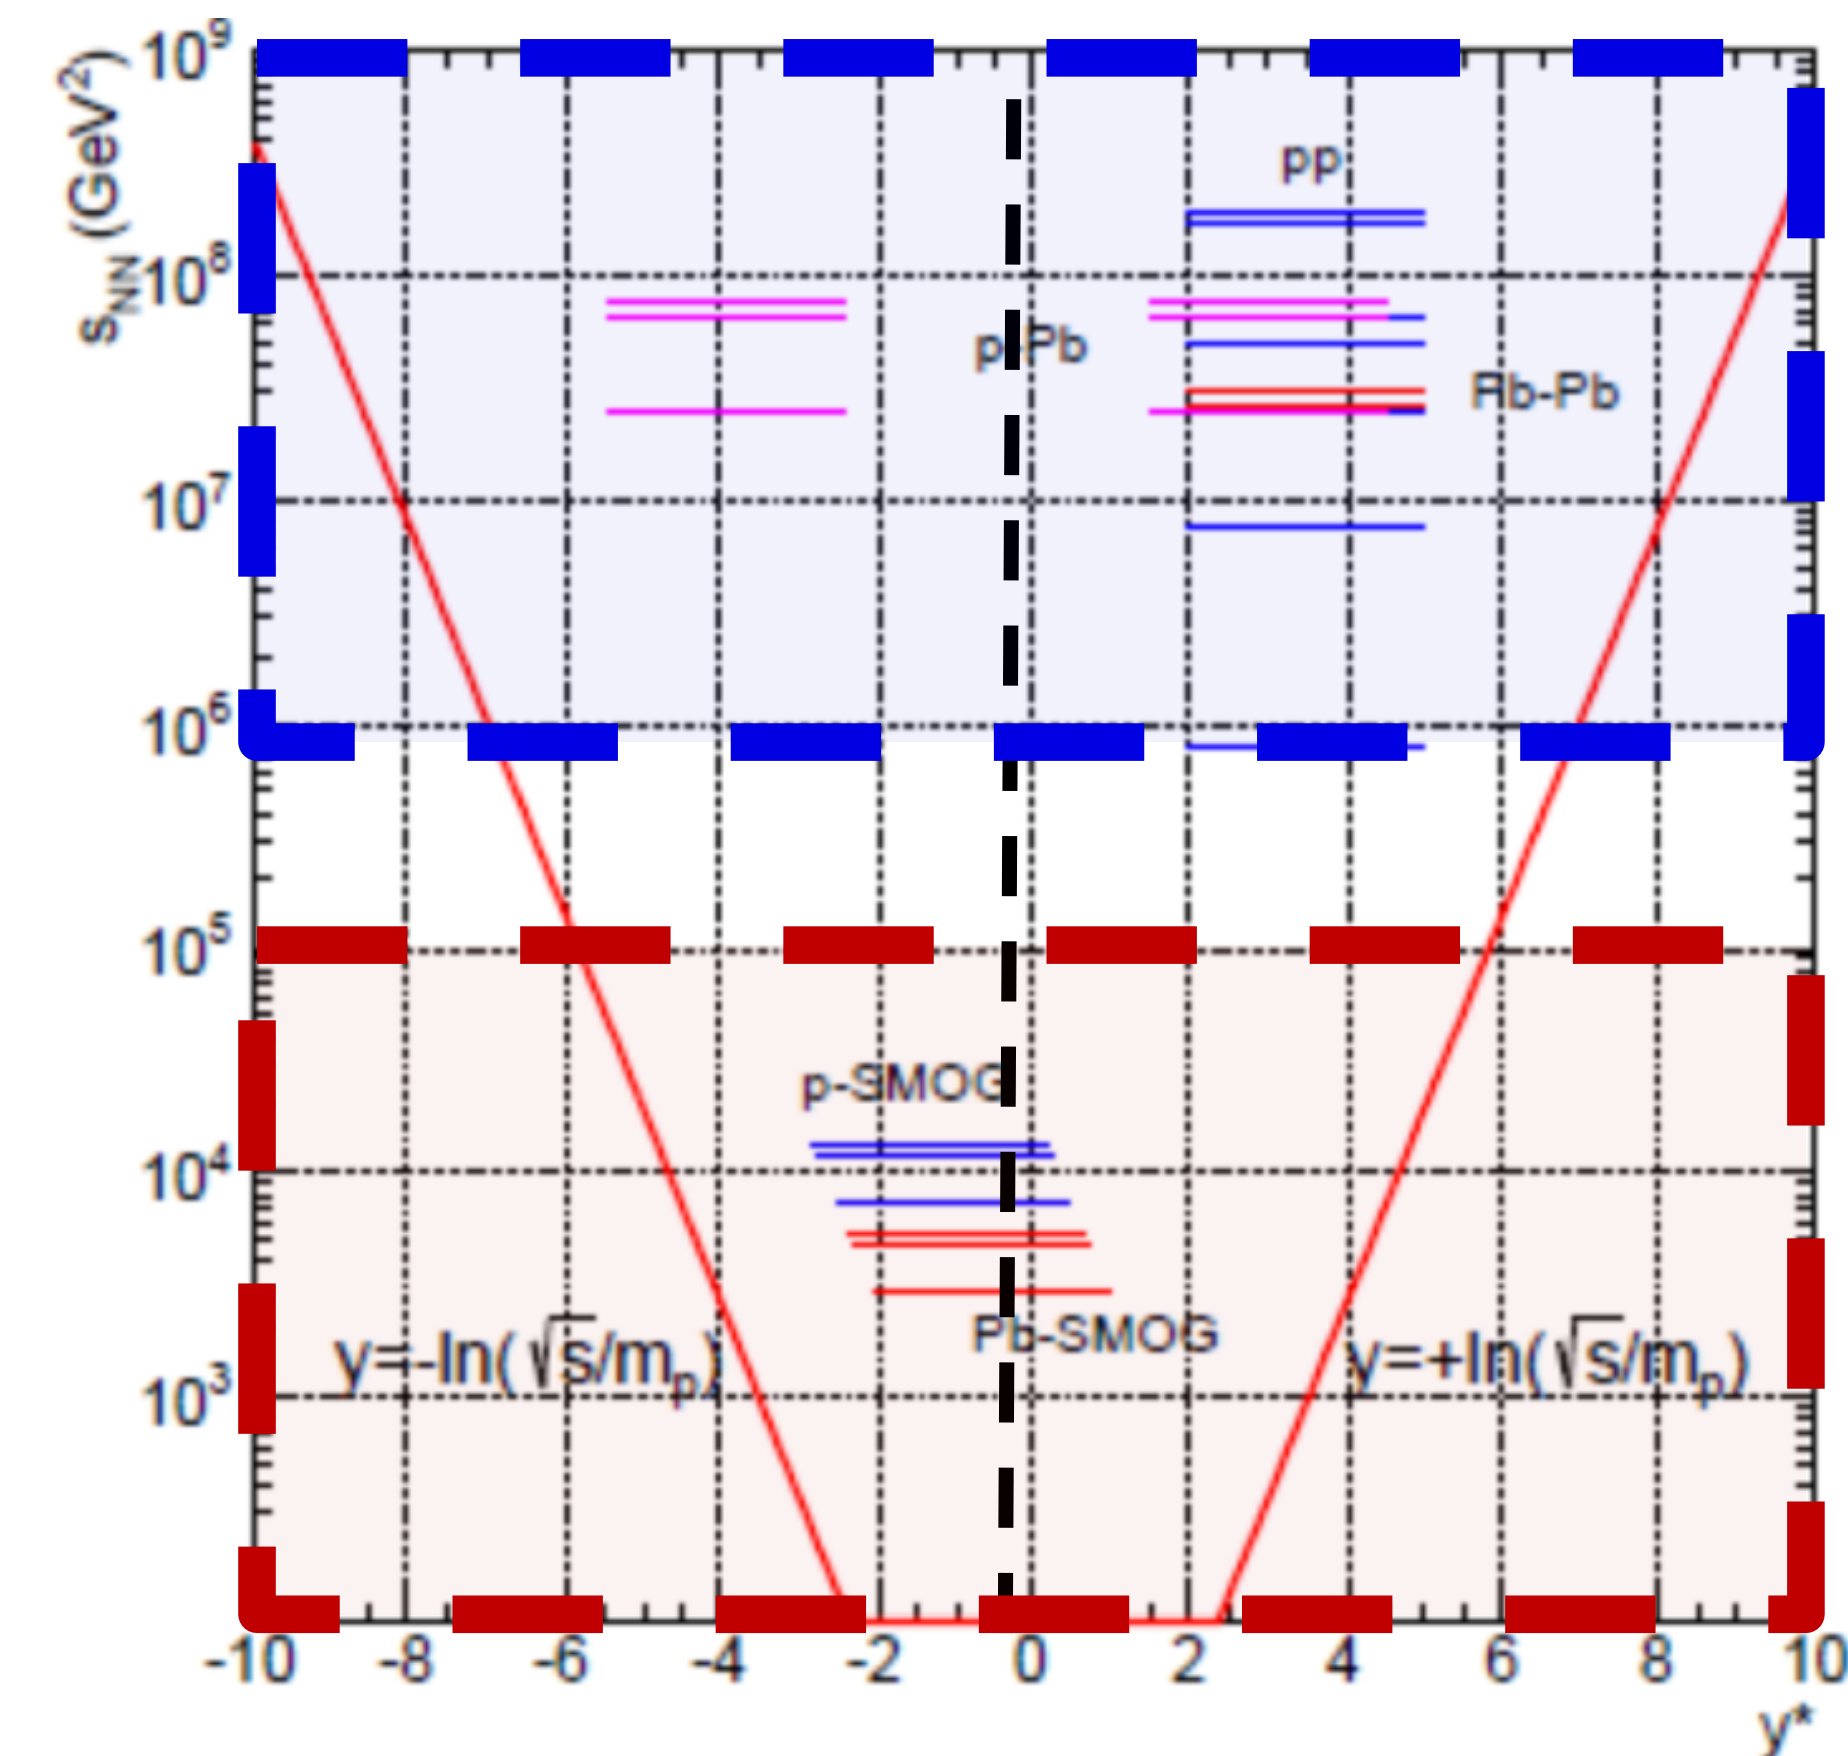 10⁹
s_NN (GeV²)
pp
10⁸
p-Pb
Pb-Pb
10⁷
10⁶
10⁵
p-SMOG
10⁴
Pb-SMOG
y=-ln(√s/m_p)
y=+ln(√s/m_p)
10³
-10 -8 -6 -4 -2 0 2 4 6 8 10
y*